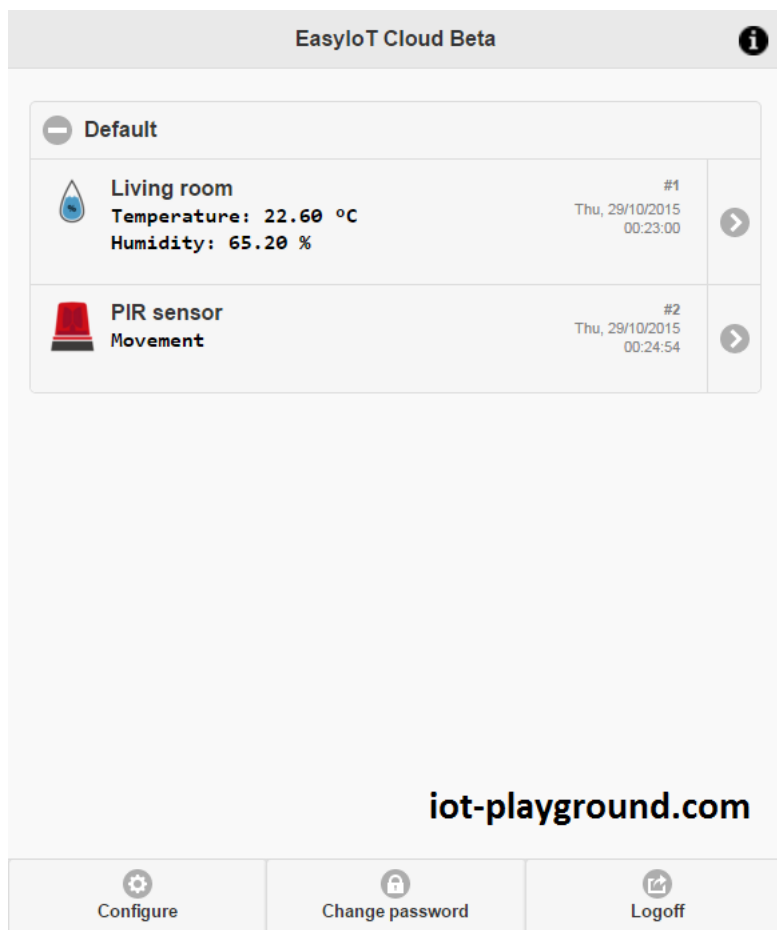 EasyIoT Cloud Beta
Default
Living room
#1
Temperature: 22.60 ºC
Thu, 29/10/2015
Humidity: 65.20 %
00:23:00
PIR sensor
#2
Movement
Thu, 29/10/2015
00:24:54
iot-playground.com
Configure
Change password
Logoff